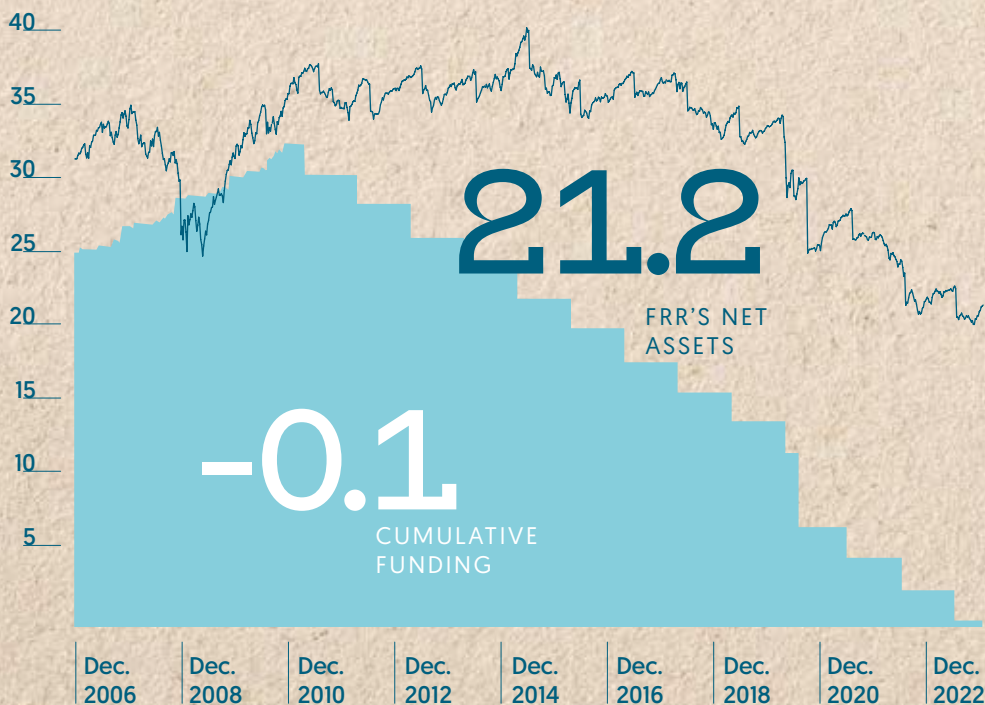 40
35
30
25
20
15
10
5
21.2
FRR'S NET
ASSETS
-0.1
CUMULATIVE
FUNDING
Dec.
2006
Dec.
2008
Dec.
2010
Dec.
2012
Dec.
2014
Dec.
2016
Dec.
2018
Dec.
2020
Dec.
2022